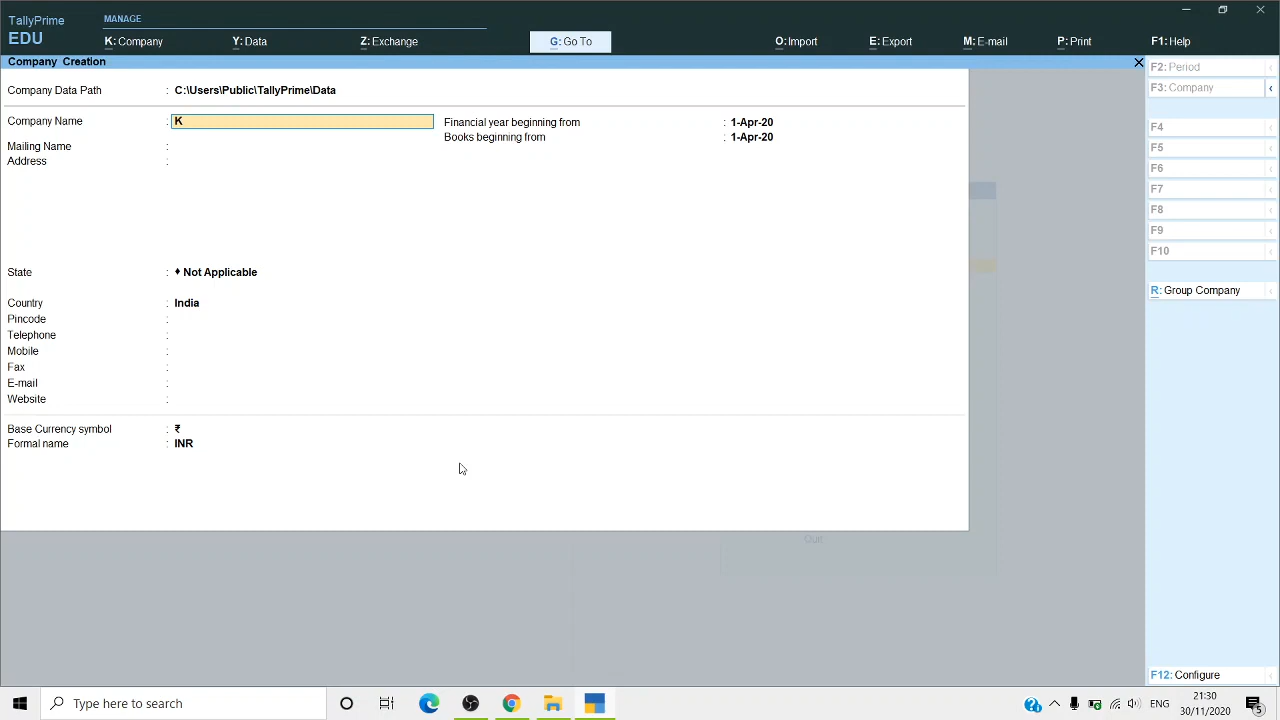 TallyPrime
EDU
MANAGE
K: Company
Y: Data
Z: Exchange
G: Go To
O: Import
E: Export
M: E-mail
P: Print
F1: Help
Company Creation
Company Data Path : C:\Users\Public\TallyPrime\Data
Company Name : K
Mailing Name :
Address :
State : ♦ Not Applicable
Country : India
Pincode :
Telephone :
Mobile :
Fax :
E-mail :
Website :
Base Currency symbol : ₹
Formal name : INR
Financial year beginning from : 1-Apr-20
Books beginning from : 1-Apr-20
Quit
F2: Period
F3: Company
F4
F5
F6
F7
F8
F9
F10
R: Group Company
F12: Configure
Type here to search
ENG
21:30
30/11/2020
5